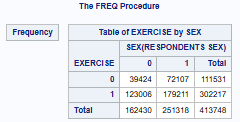 The FREQ Procedure
Frequency
Table of EXERCISE by SEX
SEX(RESPONDENTS SEX)
EXERCISE 0 1 Total
0 39424 72107 111531
1 123006 179211 302217
Total 162430 251318 413748